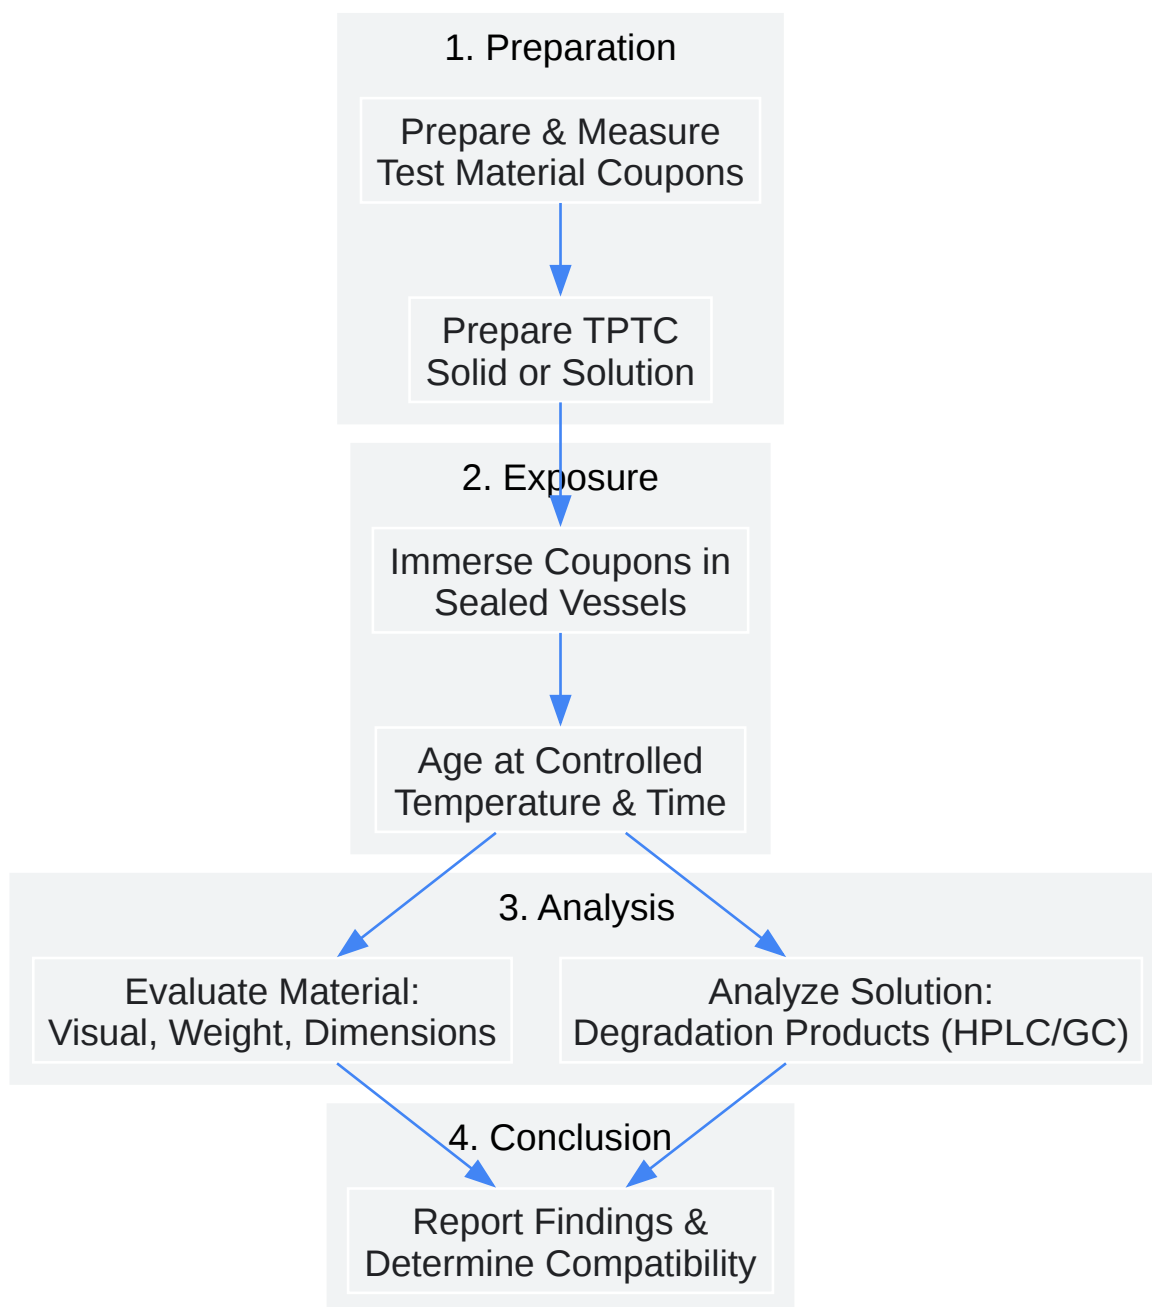 1. Preparation
Prepare & Measure
Test Material Coupons
Prepare TPTC
Solid or Solution
2. Exposure
Immerse Coupons in
Sealed Vessels
Age at Controlled
Temperature & Time
3. Analysis
Evaluate Material:
Visual, Weight, Dimensions
Analyze Solution:
Degradation Products (HPLC/GC)
4. Conclusion
Report Findings &
Determine Compatibility